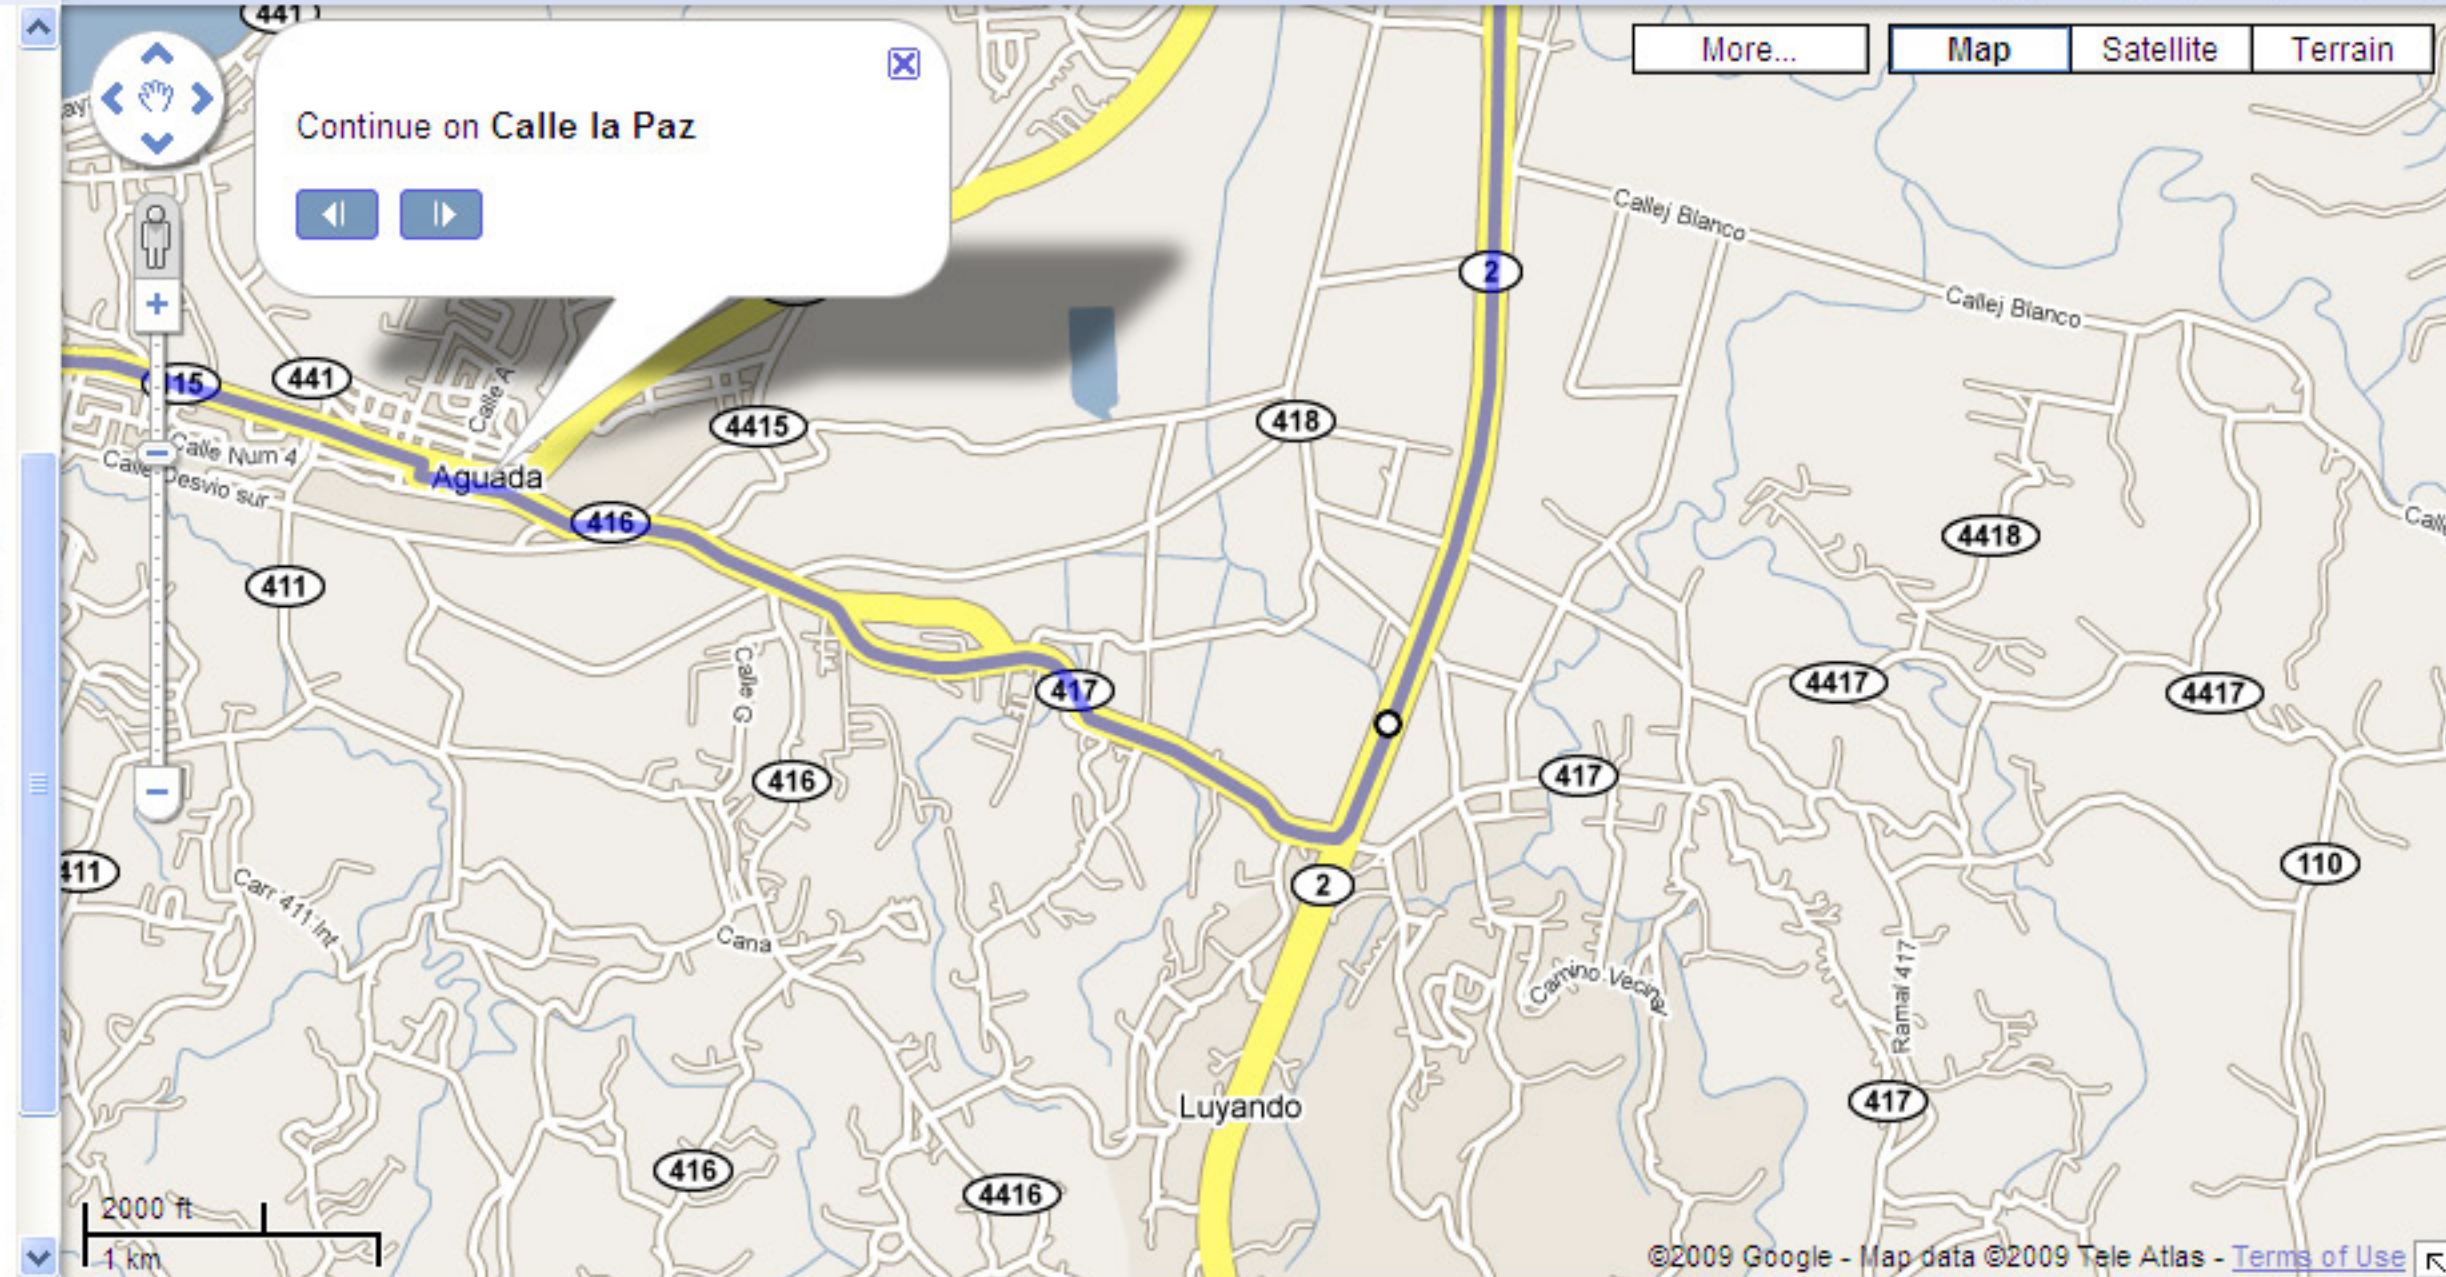 441
More...
Map
Satellite
Terrain
Continue on Calle la Paz
Callej Blanco
2
Callej Blanco
15
441
Calle A
4415
418
Calle Num 4
Aguada
Calle Desvio sur
416
4418
411
Calle G
417
4417
4417
416
417
411
2
110
Carr 411 Int
Cana
Camino Vecinal
Ramal 417
417
Luyando
416
4416
2000 ft
1 km
©2009 Google - Map data ©2009 Tele Atlas - Terms of Use